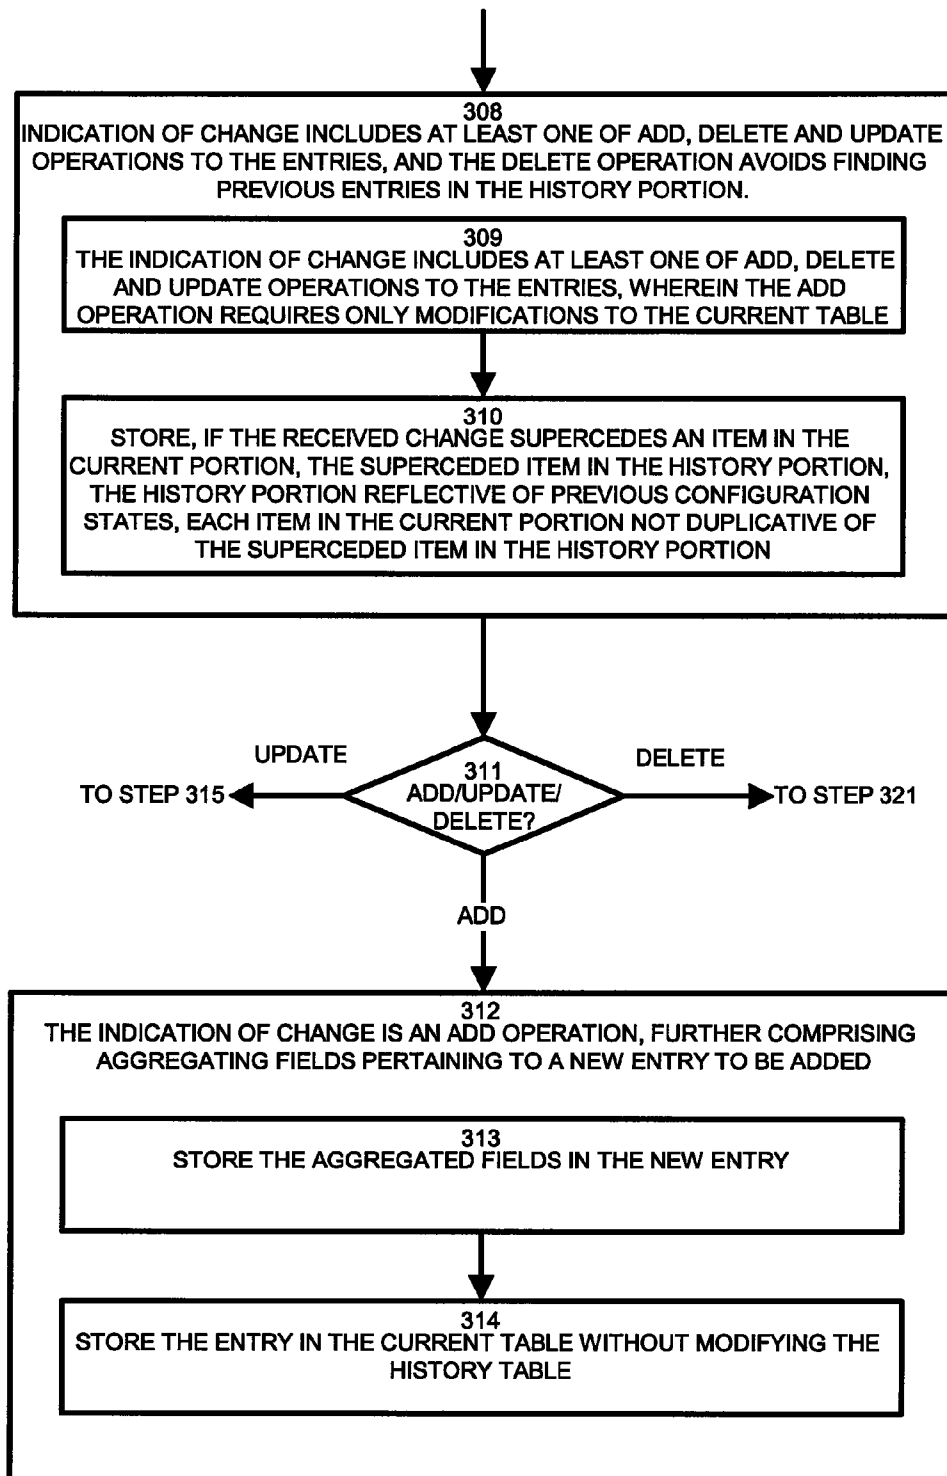 308
INDICATION OF CHANGE INCLUDES AT LEAST ONE OF ADD, DELETE AND UPDATE
OPERATIONS TO THE ENTRIES, AND THE DELETE OPERATION AVOIDS FINDING
PREVIOUS ENTRIES IN THE HISTORY PORTION.
309
THE INDICATION OF CHANGE INCLUDES AT LEAST ONE OF ADD, DELETE
AND UPDATE OPERATIONS TO THE ENTRIES, WHEREIN THE ADD
OPERATION REQUIRES ONLY MODIFICATIONS TO THE CURRENT TABLE
310
STORE, IF THE RECEIVED CHANGE SUPERCEDES AN ITEM IN THE
CURRENT PORTION, THE SUPERCEDED ITEM IN THE HISTORY PORTION,
THE HISTORY PORTION REFLECTIVE OF PREVIOUS CONFIGURATION
STATES, EACH ITEM IN THE CURRENT PORTION NOT DUPLICATIVE OF
THE SUPERCEDED ITEM IN THE HISTORY PORTION
UPDATE
DELETE
TO STEP 315
311
ADD/UPDATE/
DELETE?
TO STEP 321
ADD
312
THE INDICATION OF CHANGE IS AN ADD OPERATION, FURTHER COMPRISING
AGGREGATING FIELDS PERTAINING TO A NEW ENTRY TO BE ADDED
313
STORE THE AGGREGATED FIELDS IN THE NEW ENTRY
314
STORE THE ENTRY IN THE CURRENT TABLE WITHOUT MODIFYING THE
HISTORY TABLE